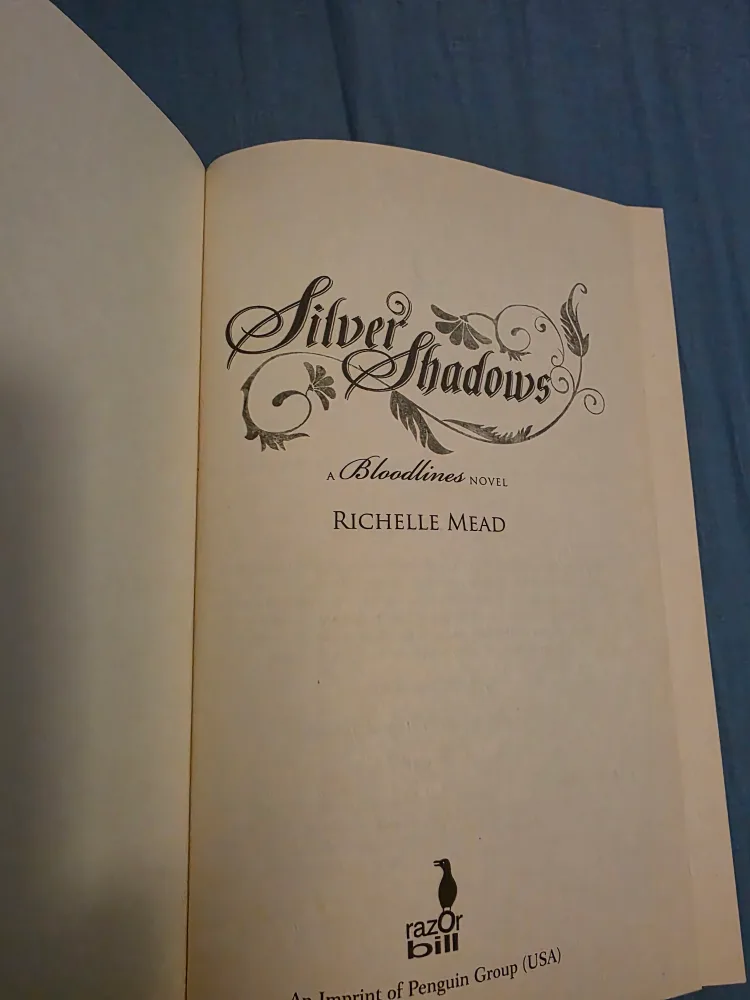 Silver
Shadows
A Bloodlines NOVEL
RICHELLE MEAD
razOr
bill
An Imprint of Penguin Group (USA)